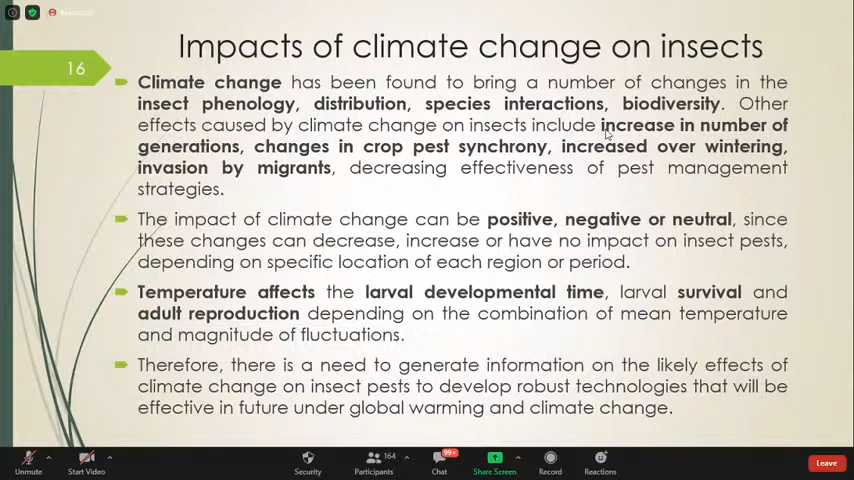 Recording
Impacts of climate change on insects
16
Climate change has been found to bring a number of changes in the
insect phenology, distribution, species interactions, biodiversity. Other
effects caused by climate change on insects include increase in number of
generations, changes in crop pest synchrony, increased over wintering,
invasion by migrants, decreasing effectiveness of pest management
strategies.
The impact of climate change can be positive, negative or neutral, since
these changes can decrease, increase or have no impact on insect pests,
depending on specific location of each region or period.
Temperature affects the larval developmental time, larval survival and
adult reproduction depending on the combination of mean temperature
and magnitude of fluctuations.
Therefore, there is a need to generate information on the likely effects of
climate change on insect pests to develop robust technologies that will be
effective in future under global warming and climate change.
164
99+
Unmute
Start Video
Security
Participants
Chat
Share Screen
Record
Reactions
Leave